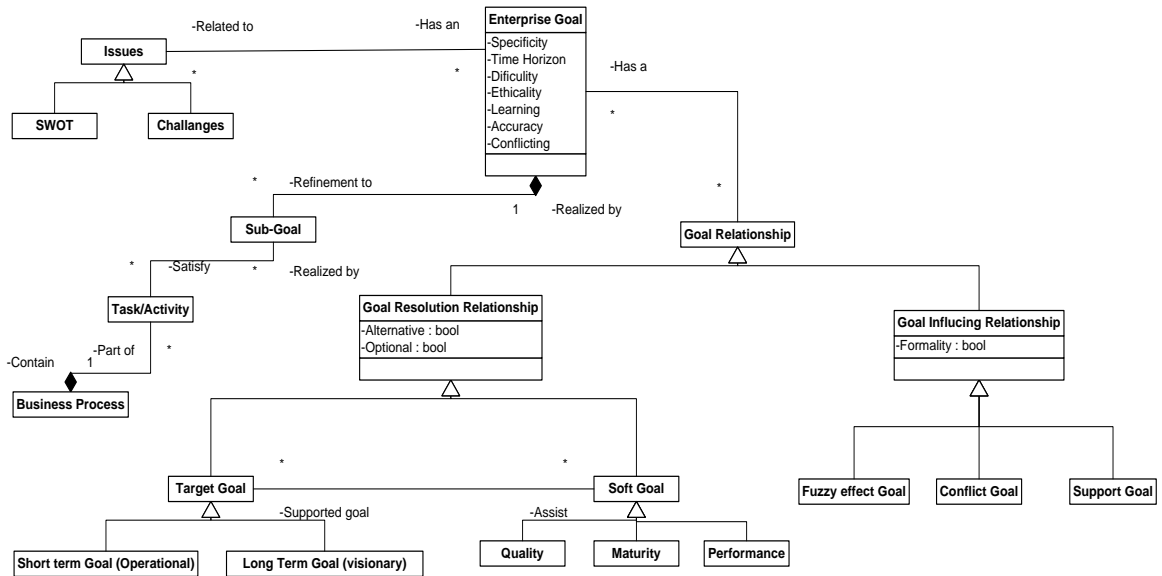 Enterprise Goal
-Specificity
-Time Horizon
-Dificulity
-Ethicality
-Learning
-Accuracy
-Conflicting
-Related to
-Has an
Issues
*
*
SWOT
Challanges
-Has a
*
*
-Refinement to
*
1
-Realized by
Sub-Goal
Goal Relationship
*
-Satisfy
*
-Realized by
Task/Activity
-Contain
1
-Part of
*
Business Process
Goal Resolution Relationship
-Alternative : bool
-Optional : bool
Goal Influcing Relationship
-Formality : bool
*
*
Target Goal
Soft Goal
Fuzzy effect Goal
Conflict Goal
Support Goal
-Supported goal
-Assist
Short term Goal (Operational)
Long Term Goal (visionary)
Quality
Maturity
Performance